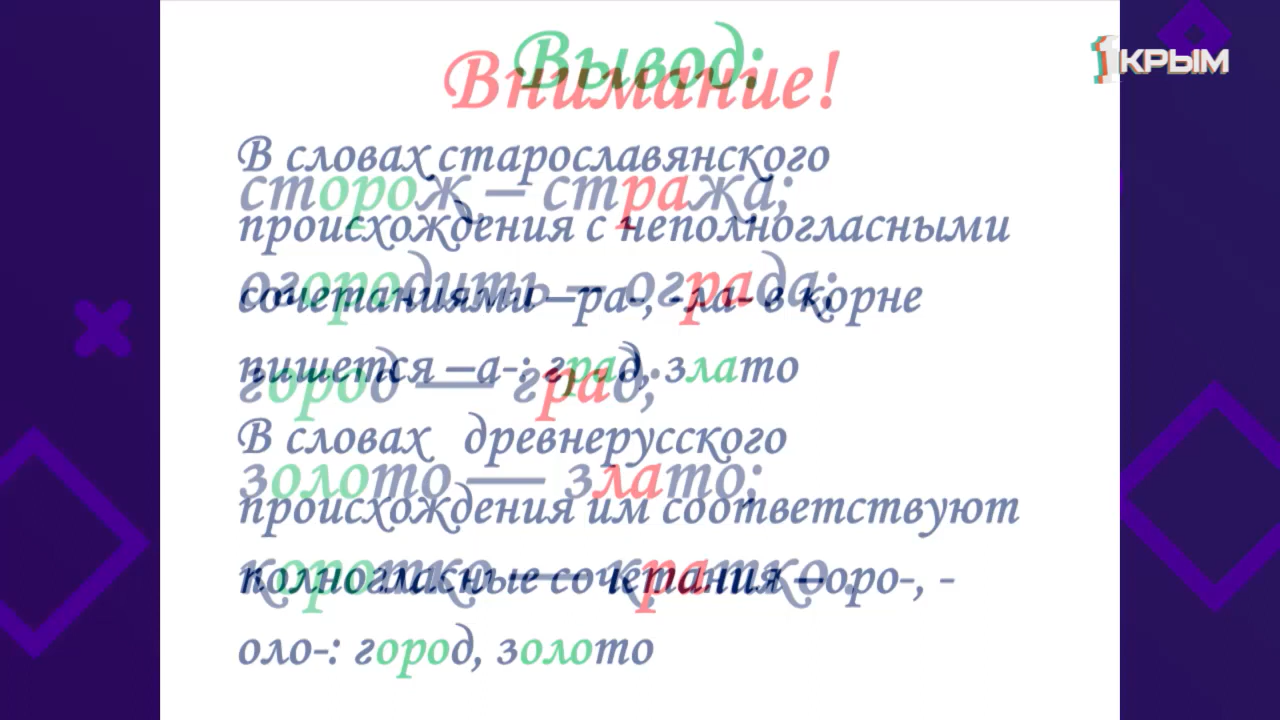 1КРЫМ
Вывод:
Внимание!
В словах старославянского
сторож – стража;
происхождения с неполногласными
огородить – ограда;
сочетаниями –ра-, -ла- в корне
пишется –а-: град, злато
город — град;
В словах древнерусского
золото — злато;
происхождения им соответствуют
коротко — кратко.
полногласные сочетания –оро-, -
оло-: город, золото